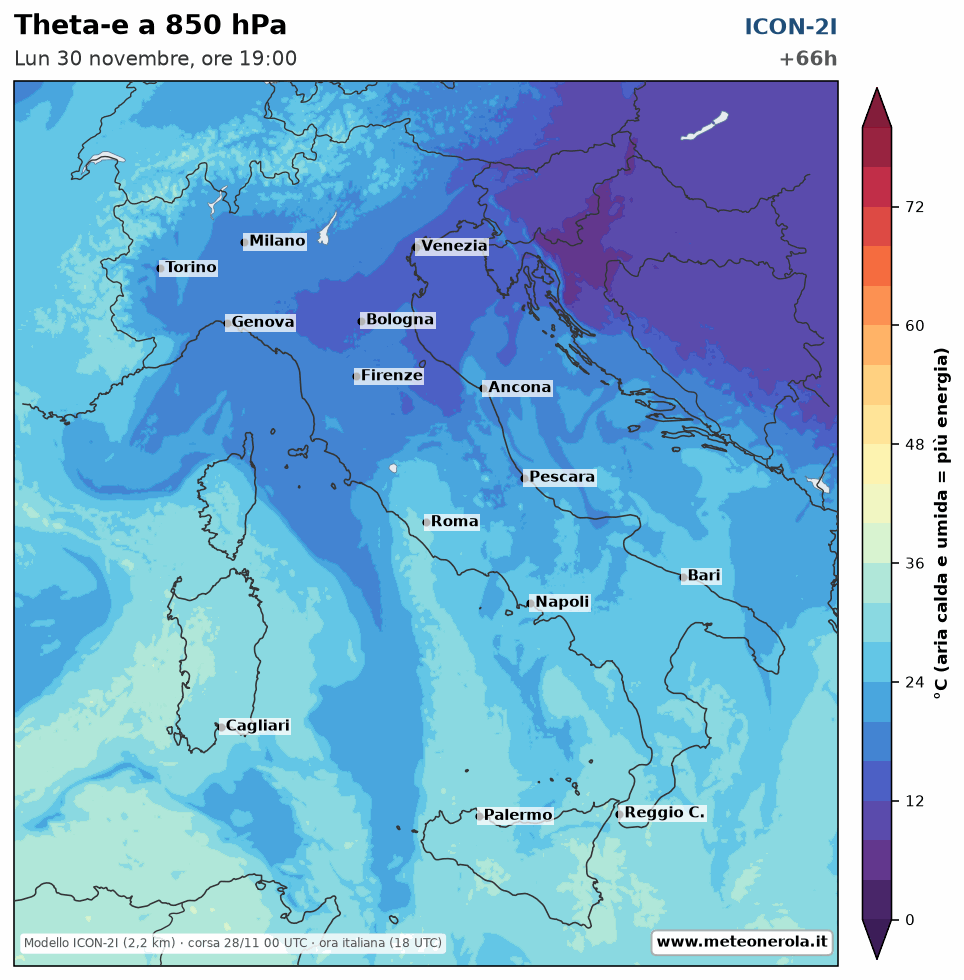 Theta-e a 850 hPa
ICON-2I
Lun 30 novembre, ore 19:00
+66h
Milano
Venezia
Torino
Genova
Bologna
Firenze
Ancona
Pescara
Roma
Bari
Napoli
Cagliari
Palermo
Reggio C.
72
60
48
36
24
12
0
°C (aria calda e umida = più energia)
Modello ICON-2I (2,2 km) · corsa 28/11 00 UTC · ora italiana (18 UTC)
www.meteonerola.it